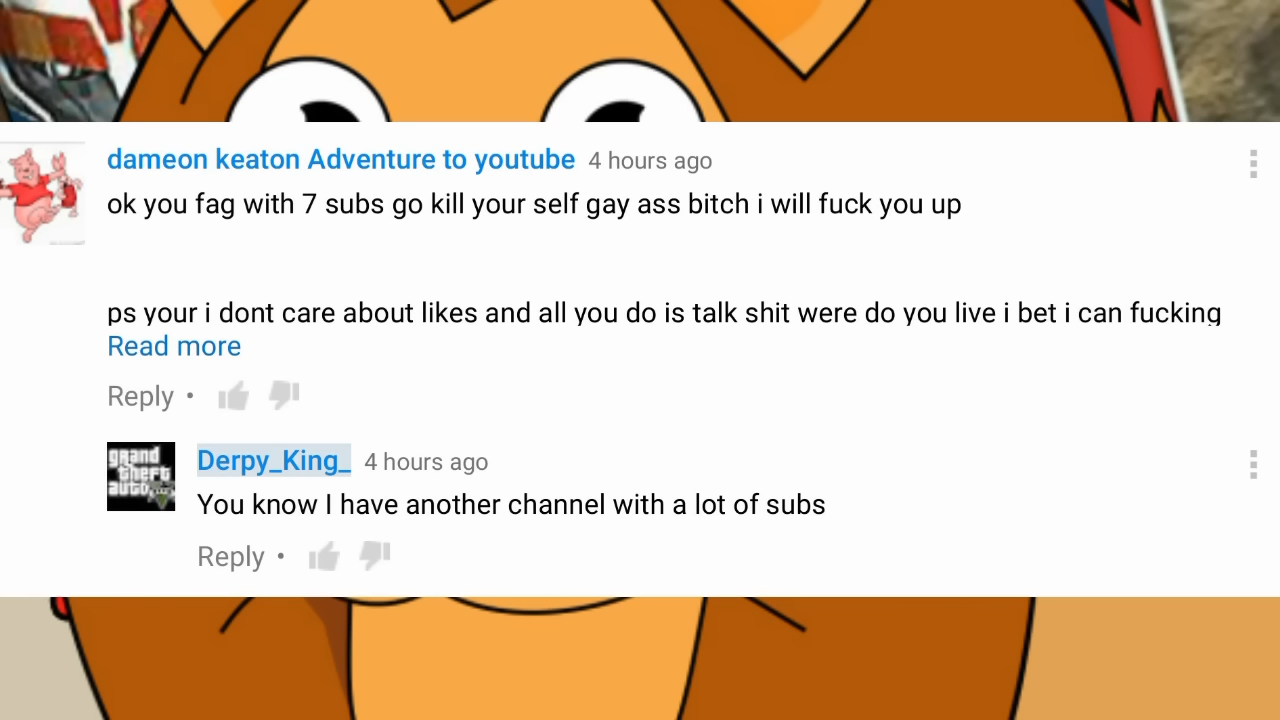 dameon keaton Adventure to youtube 4 hours ago
ok you fag with 7 subs go kill your self gay ass bitch i will fuck you up
ps your i dont care about likes and all you do is talk shit were do you live i bet i can fucking
Read more
Reply •
grand
theft
auto
Derpy_King_ 4 hours ago
You know I have another channel with a lot of subs
Reply •